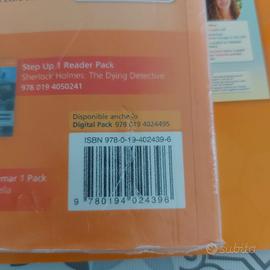 Step Up 1 Reader Pack
Sherlock Holmes: The Dying Detective
978 019 4050241
Disponibile anche
Digital Pack 978 019 4024495
ISBN 978-0-19-402439-6
mar 1 Pack
ella
9 780194 024396
subito